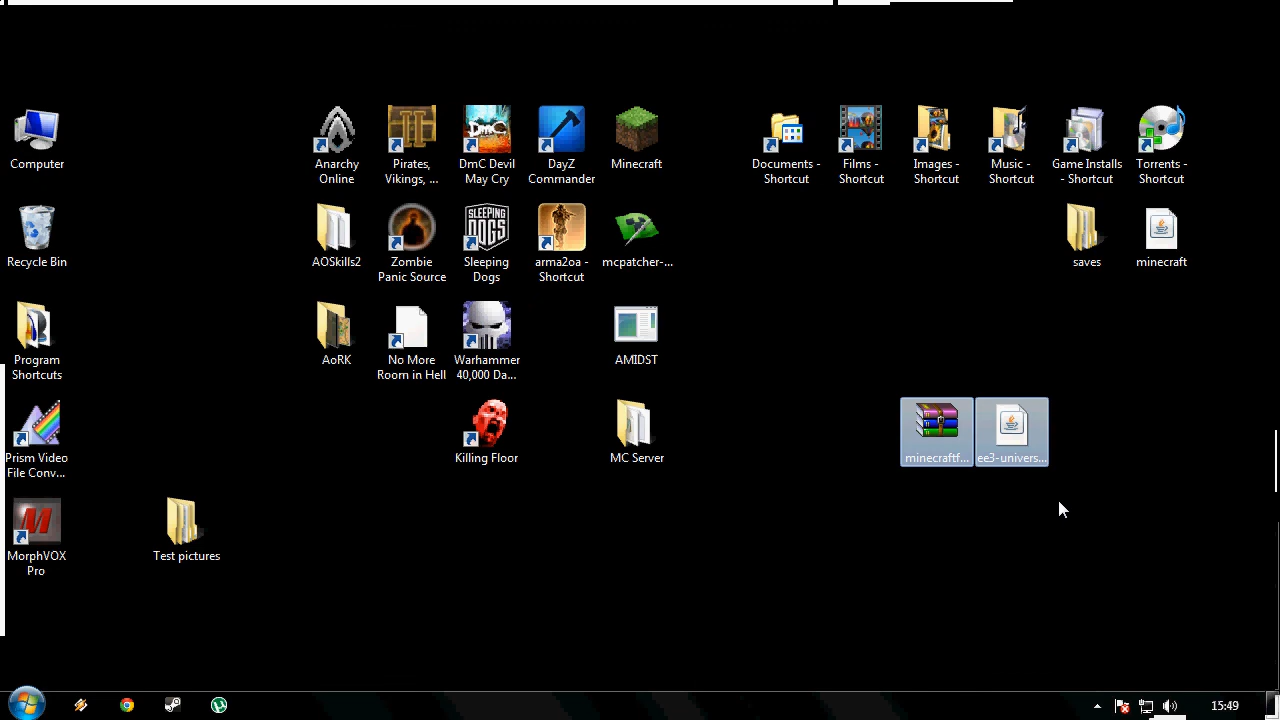 Computer
Anarchy
Online
Pirates,
Vikings, ...
DmC Devil
May Cry
DayZ
Commander
Minecraft
Documents -
Shortcut
Films -
Shortcut
Images -
Shortcut
Music -
Shortcut
Game Installs
- Shortcut
Torrents -
Shortcut
Recycle Bin
AOSkills2
Zombie
Panic Source
SLEEPING
DOGS
Sleeping
Dogs
arma2oa -
Shortcut
mcpatcher-...
saves
minecraft
Program
Shortcuts
AoRK
No More
Room in Hell
Warhammer
40,000 Da...
AMIDST
Prism Video
File Conv...
Killing Floor
MC Server
minecraftf...
ee3-univers...
M
MorphVOX
Pro
Test pictures
15:49